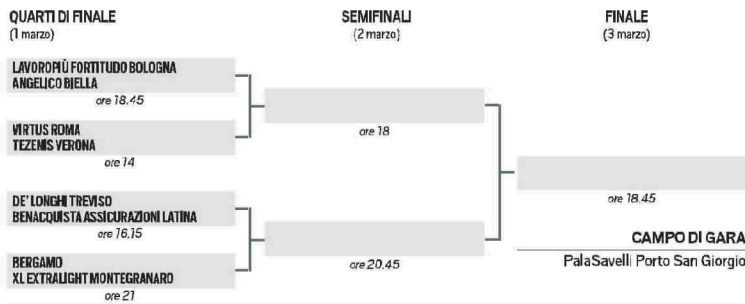 QUARTI DI FINALE
(1 marzo)
LAVOROPIÙ FORTITUDO BOLOGNA
ANGELICO BIELLA
ore 18.45
VIRTUS ROMA
TEZENIS VERONA
ore 14
DE' LONGHI TREVISO
BENACQUISTA ASSICURAZIONI LATINA
ore 16.15
BERGAMO
XL EXTRALIGHT MONTEGRANARO
ore 21
SEMIFINALI
(2 marzo)
ore 18
ore 20.45
FINALE
(3 marzo)
ore 18.45
CAMPO DI GARA
PalaSavelli Porto San Giorgio